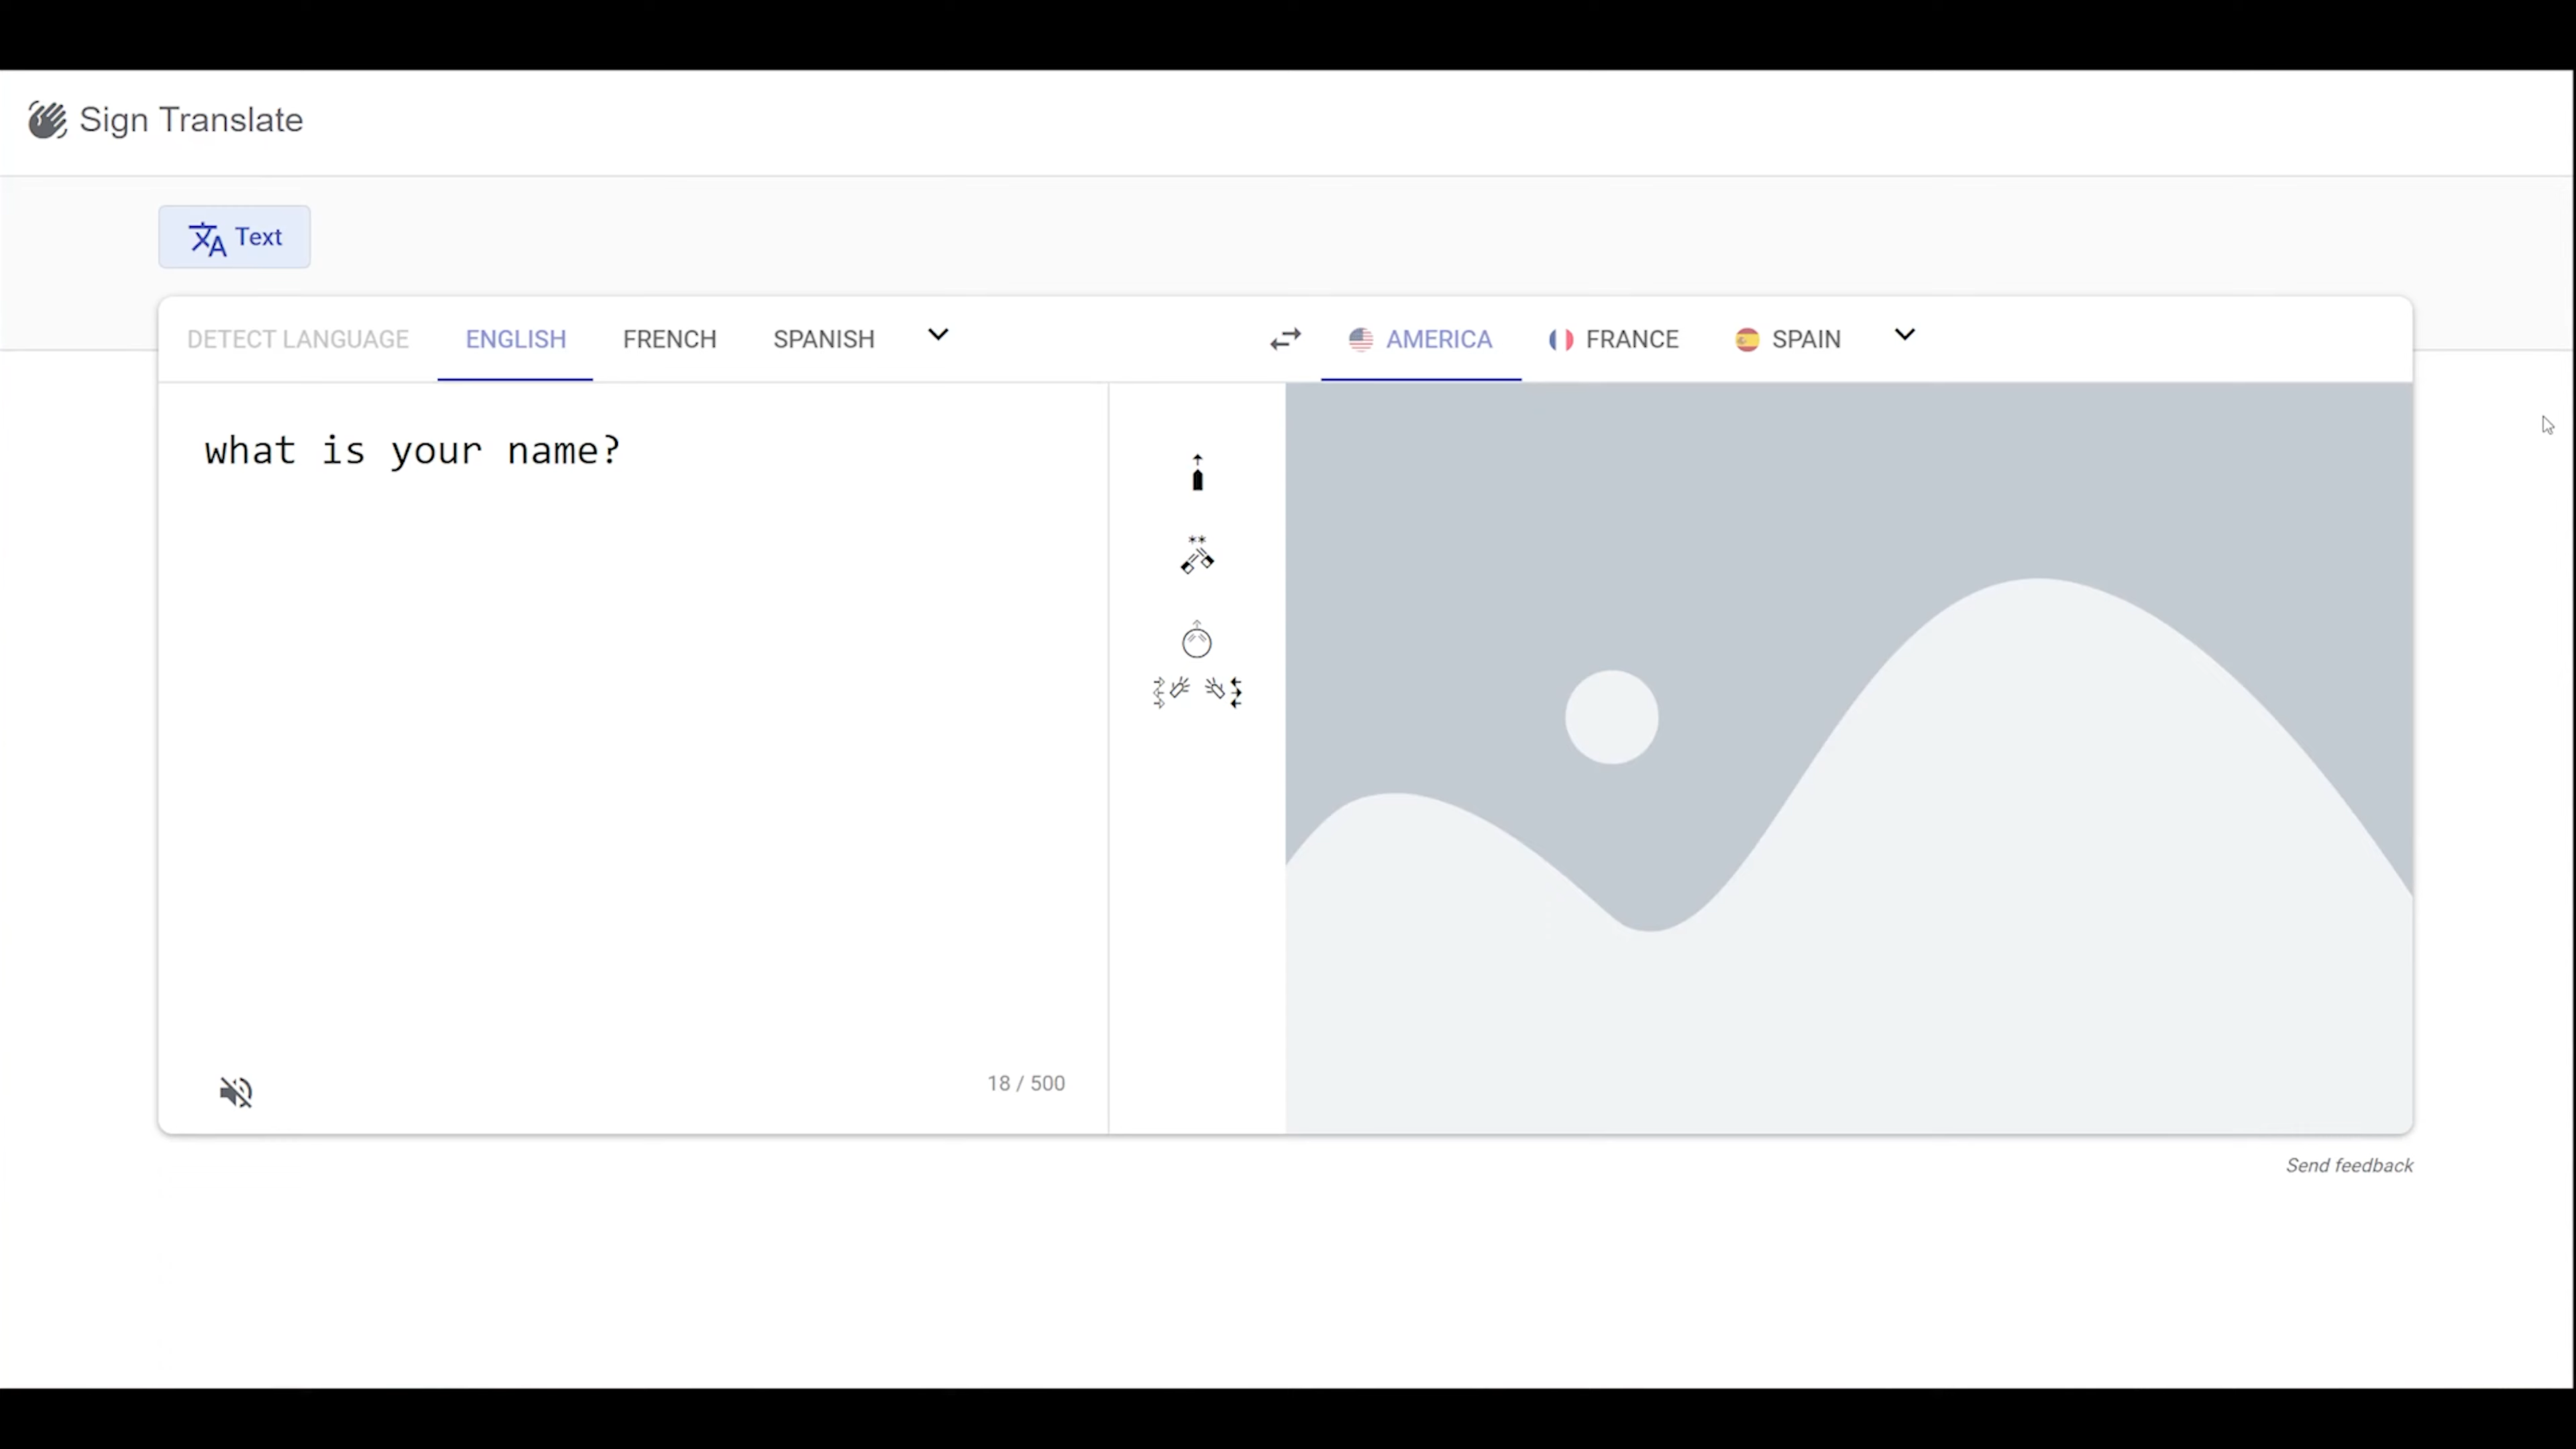 Sign Translate
Text
DETECT LANGUAGE ENGLISH FRENCH SPANISH AMERICA FRANCE SPAIN
what is your name?
18 / 500
Send feedback